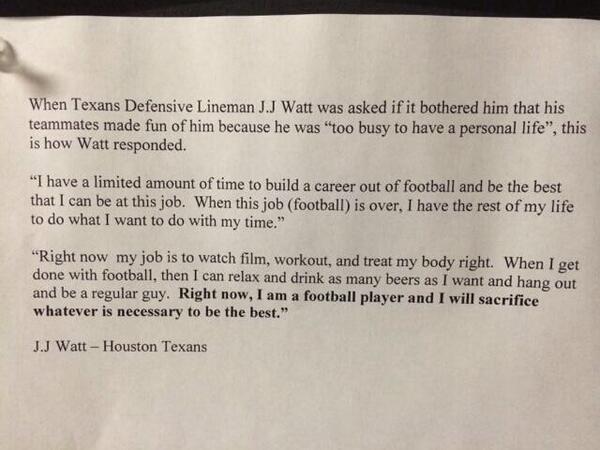 When Texans Defensive Lineman J.J Watt was asked if it bothered him that his
teammates made fun of him because he was “too busy to have a personal life”, this
is how Watt responded.
“I have a limited amount of time to build a career out of football and be the best
that I can be at this job.  When this job (football) is over, I have the rest of my life
to do what I want to do with my time.”
“Right now  my job is to watch film, workout, and treat my body right.  When I get
done with football, then I can relax and drink as many beers as I want and hang out
and be a regular guy.  Right now, I am a football player and I will sacrifice
whatever is necessary to be the best.”
J.J Watt – Houston Texans